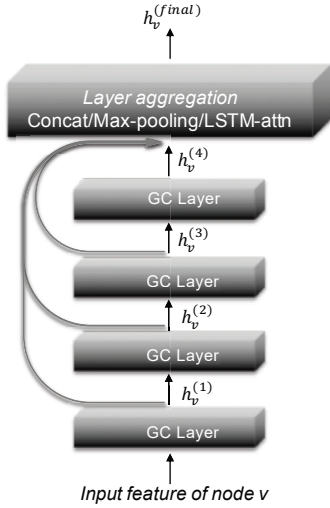 h_v^{(final)}
Layer aggregation
Concat/Max-pooling/LSTM-attn
h_v^{(4)}
GC Layer
h_v^{(3)}
GC Layer
h_v^{(2)}
GC Layer
h_v^{(1)}
GC Layer
Input feature of node v